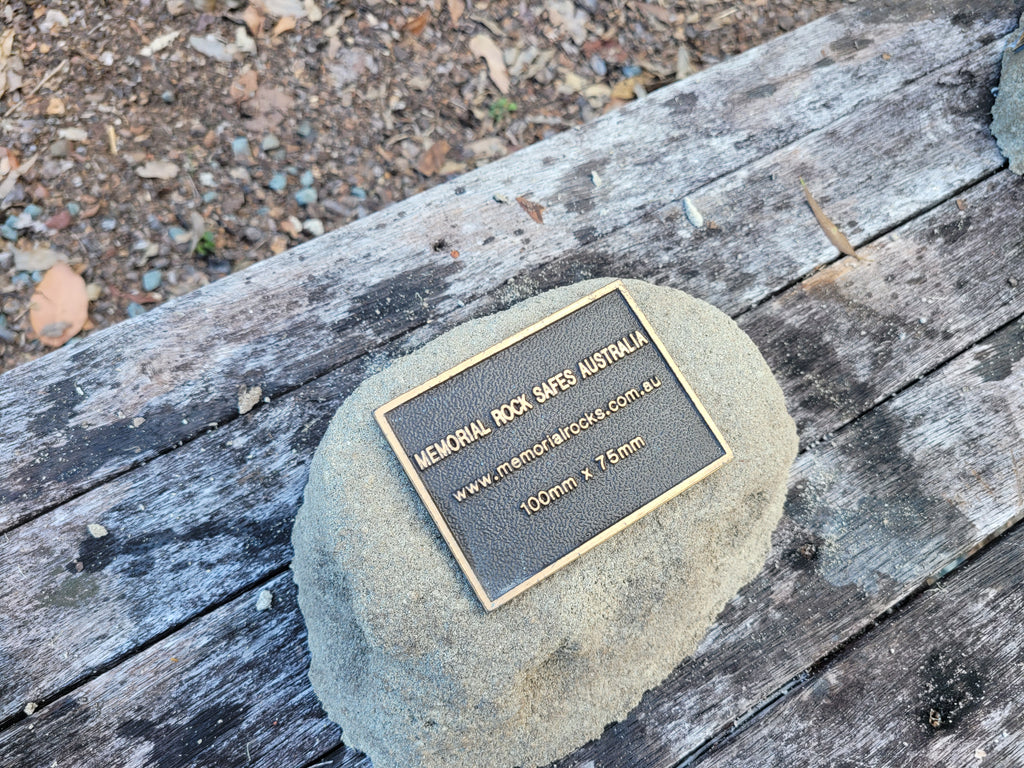 MEMORIAL ROCK SAFES AUSTRALIA
www.memorialrocks.com.au
100mm x 75mm